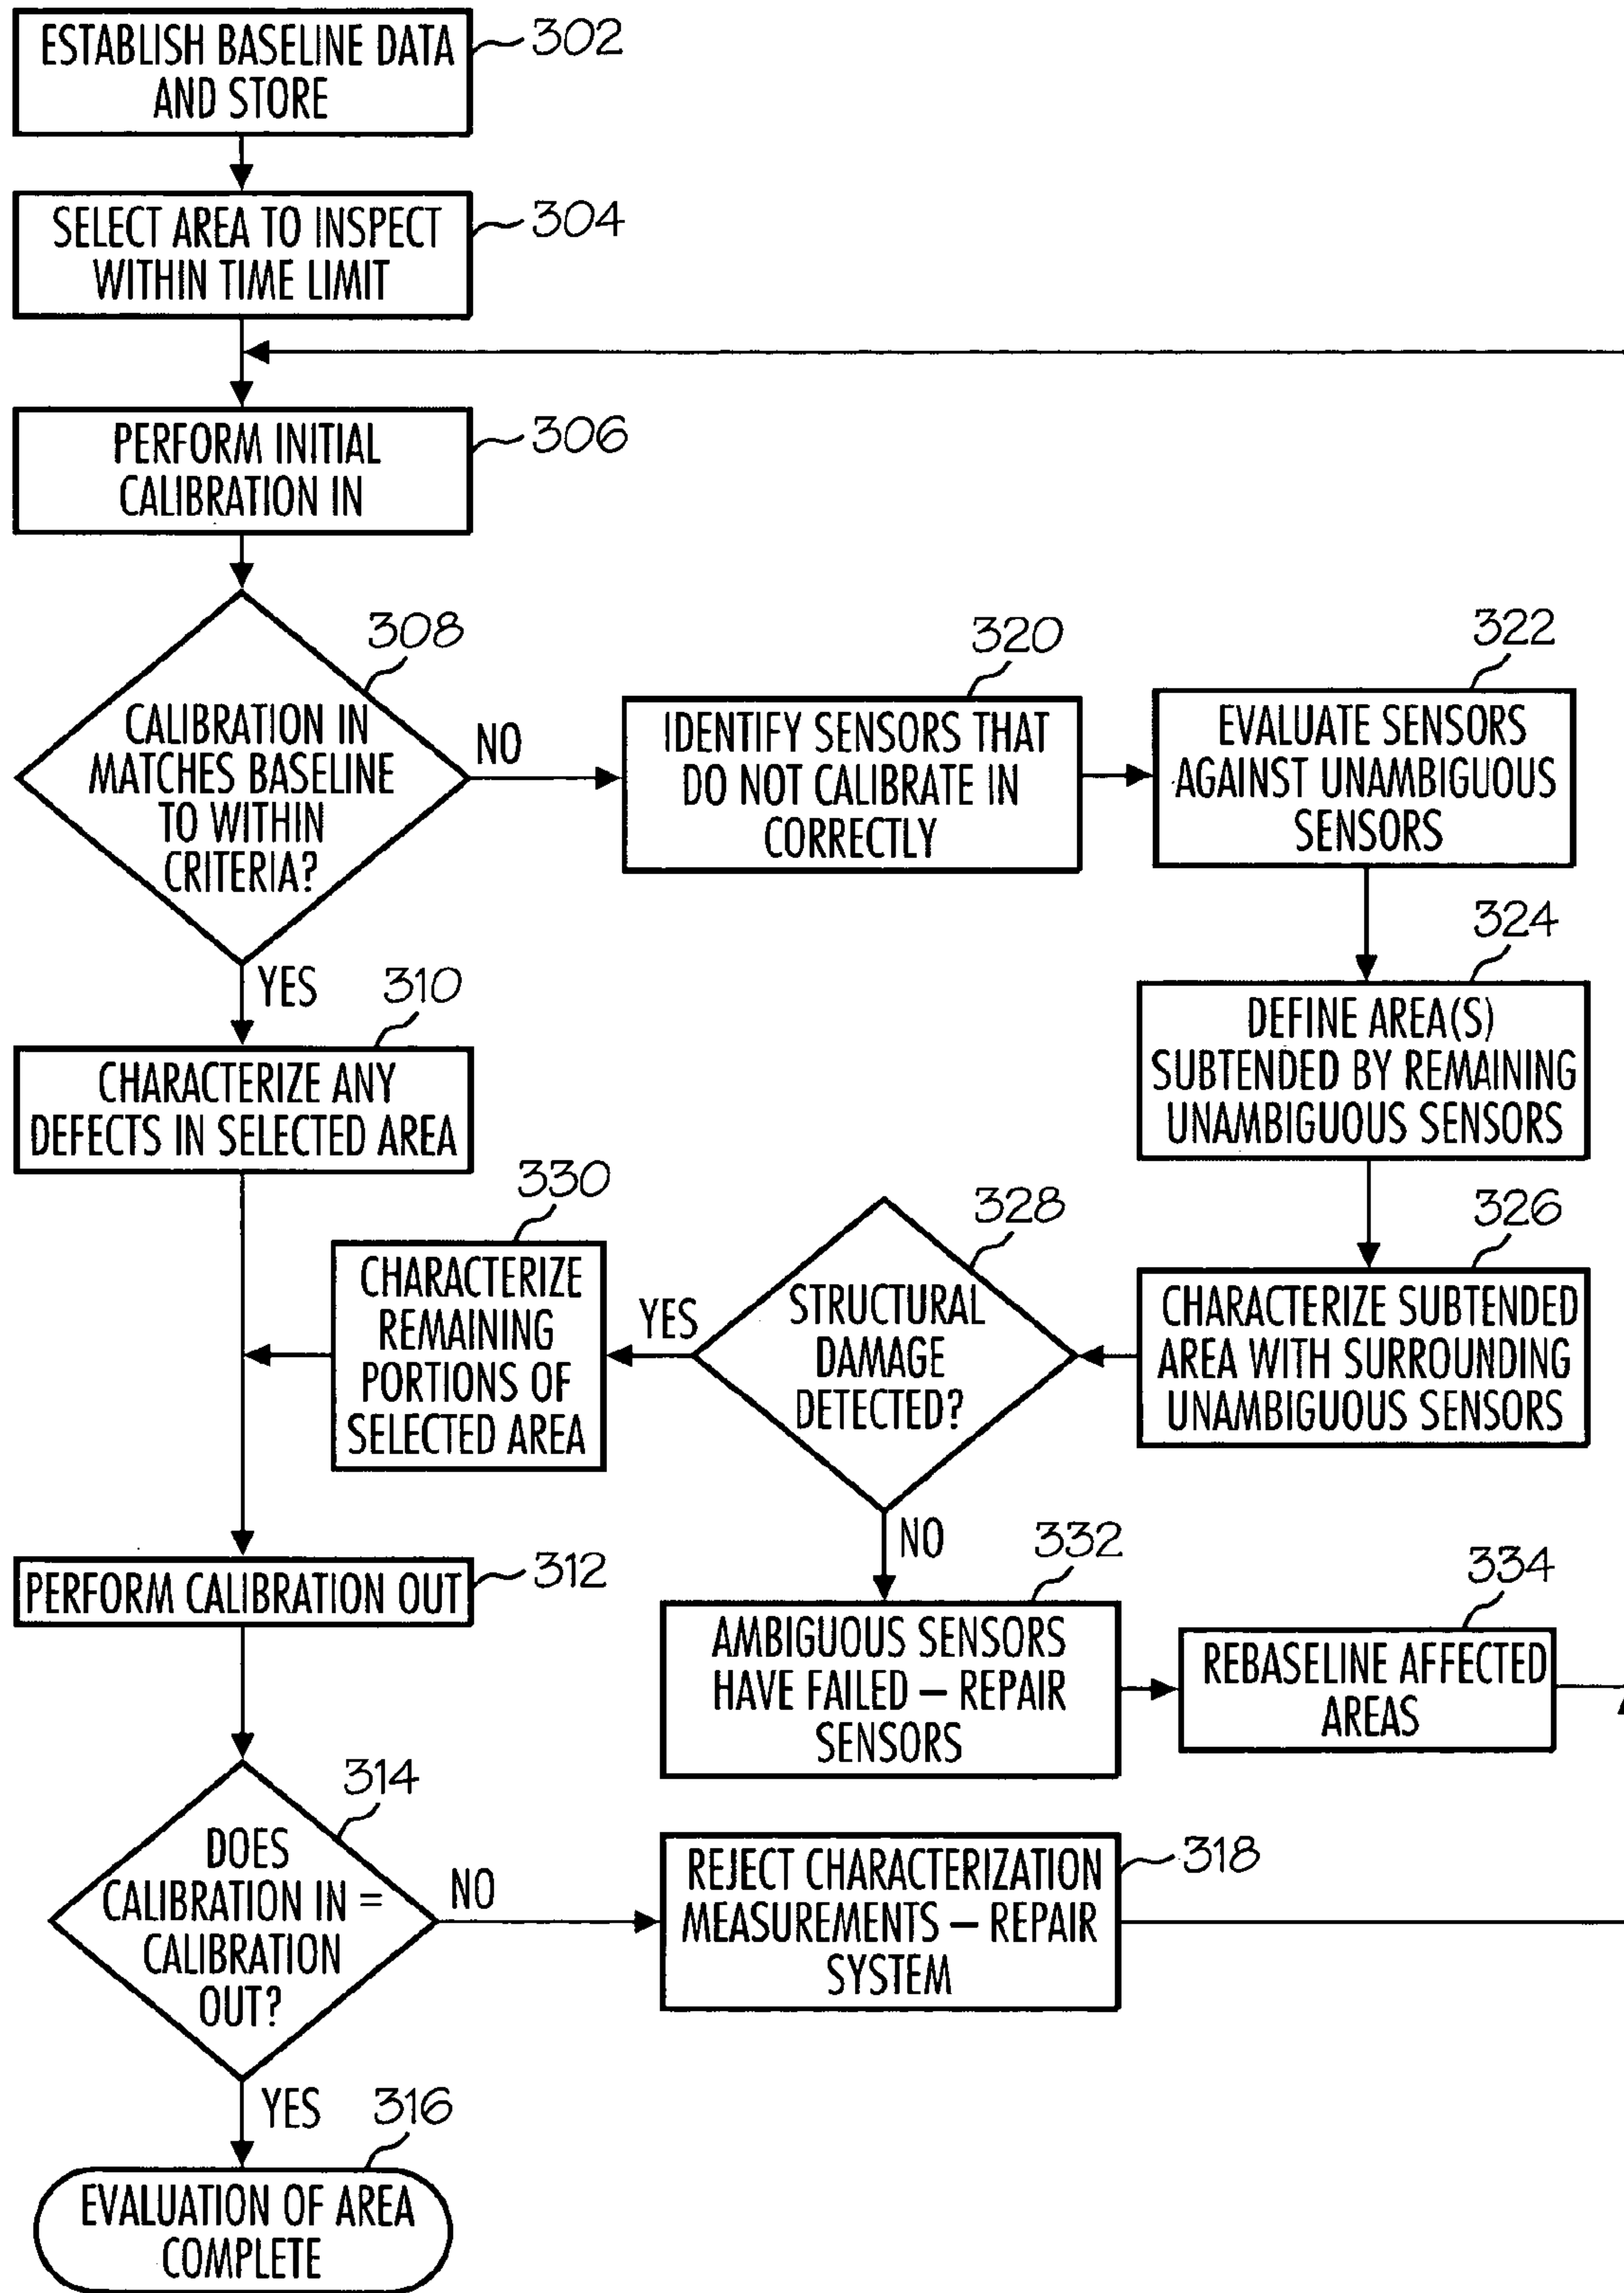 ESTABLISH BASELINE DATA
AND STORE
302
SELECT AREA TO INSPECT
WITHIN TIME LIMIT
304
PERFORM INITIAL
CALIBRATION IN
306
308
CALIBRATION IN
MATCHES BASELINE
TO WITHIN
CRITERIA?
NO
YES
320
IDENTIFY SENSORS THAT
DO NOT CALIBRATE IN
CORRECTLY
322
EVALUATE SENSORS
AGAINST UNAMBIGUOUS
SENSORS
324
DEFINE AREA(S)
SUBTENDED BY REMAINING
UNAMBIGUOUS SENSORS
310
CHARACTERIZE ANY
DEFECTS IN SELECTED AREA
326
CHARACTERIZE SUBTENDED
AREA WITH SURROUNDING
UNAMBIGUOUS SENSORS
328
STRUCTURAL
DAMAGE
DETECTED?
YES
NO
330
CHARACTERIZE
REMAINING
PORTIONS OF
SELECTED AREA
332
AMBIGUOUS SENSORS
HAVE FAILED – REPAIR
SENSORS
334
REBASELINE AFFECTED
AREAS
PERFORM CALIBRATION OUT
312
314
DOES
CALIBRATION IN =
CALIBRATION
OUT?
NO
YES
REJECT CHARACTERIZATION
MEASUREMENTS – REPAIR
SYSTEM
318
316
EVALUATION OF AREA
COMPLETE